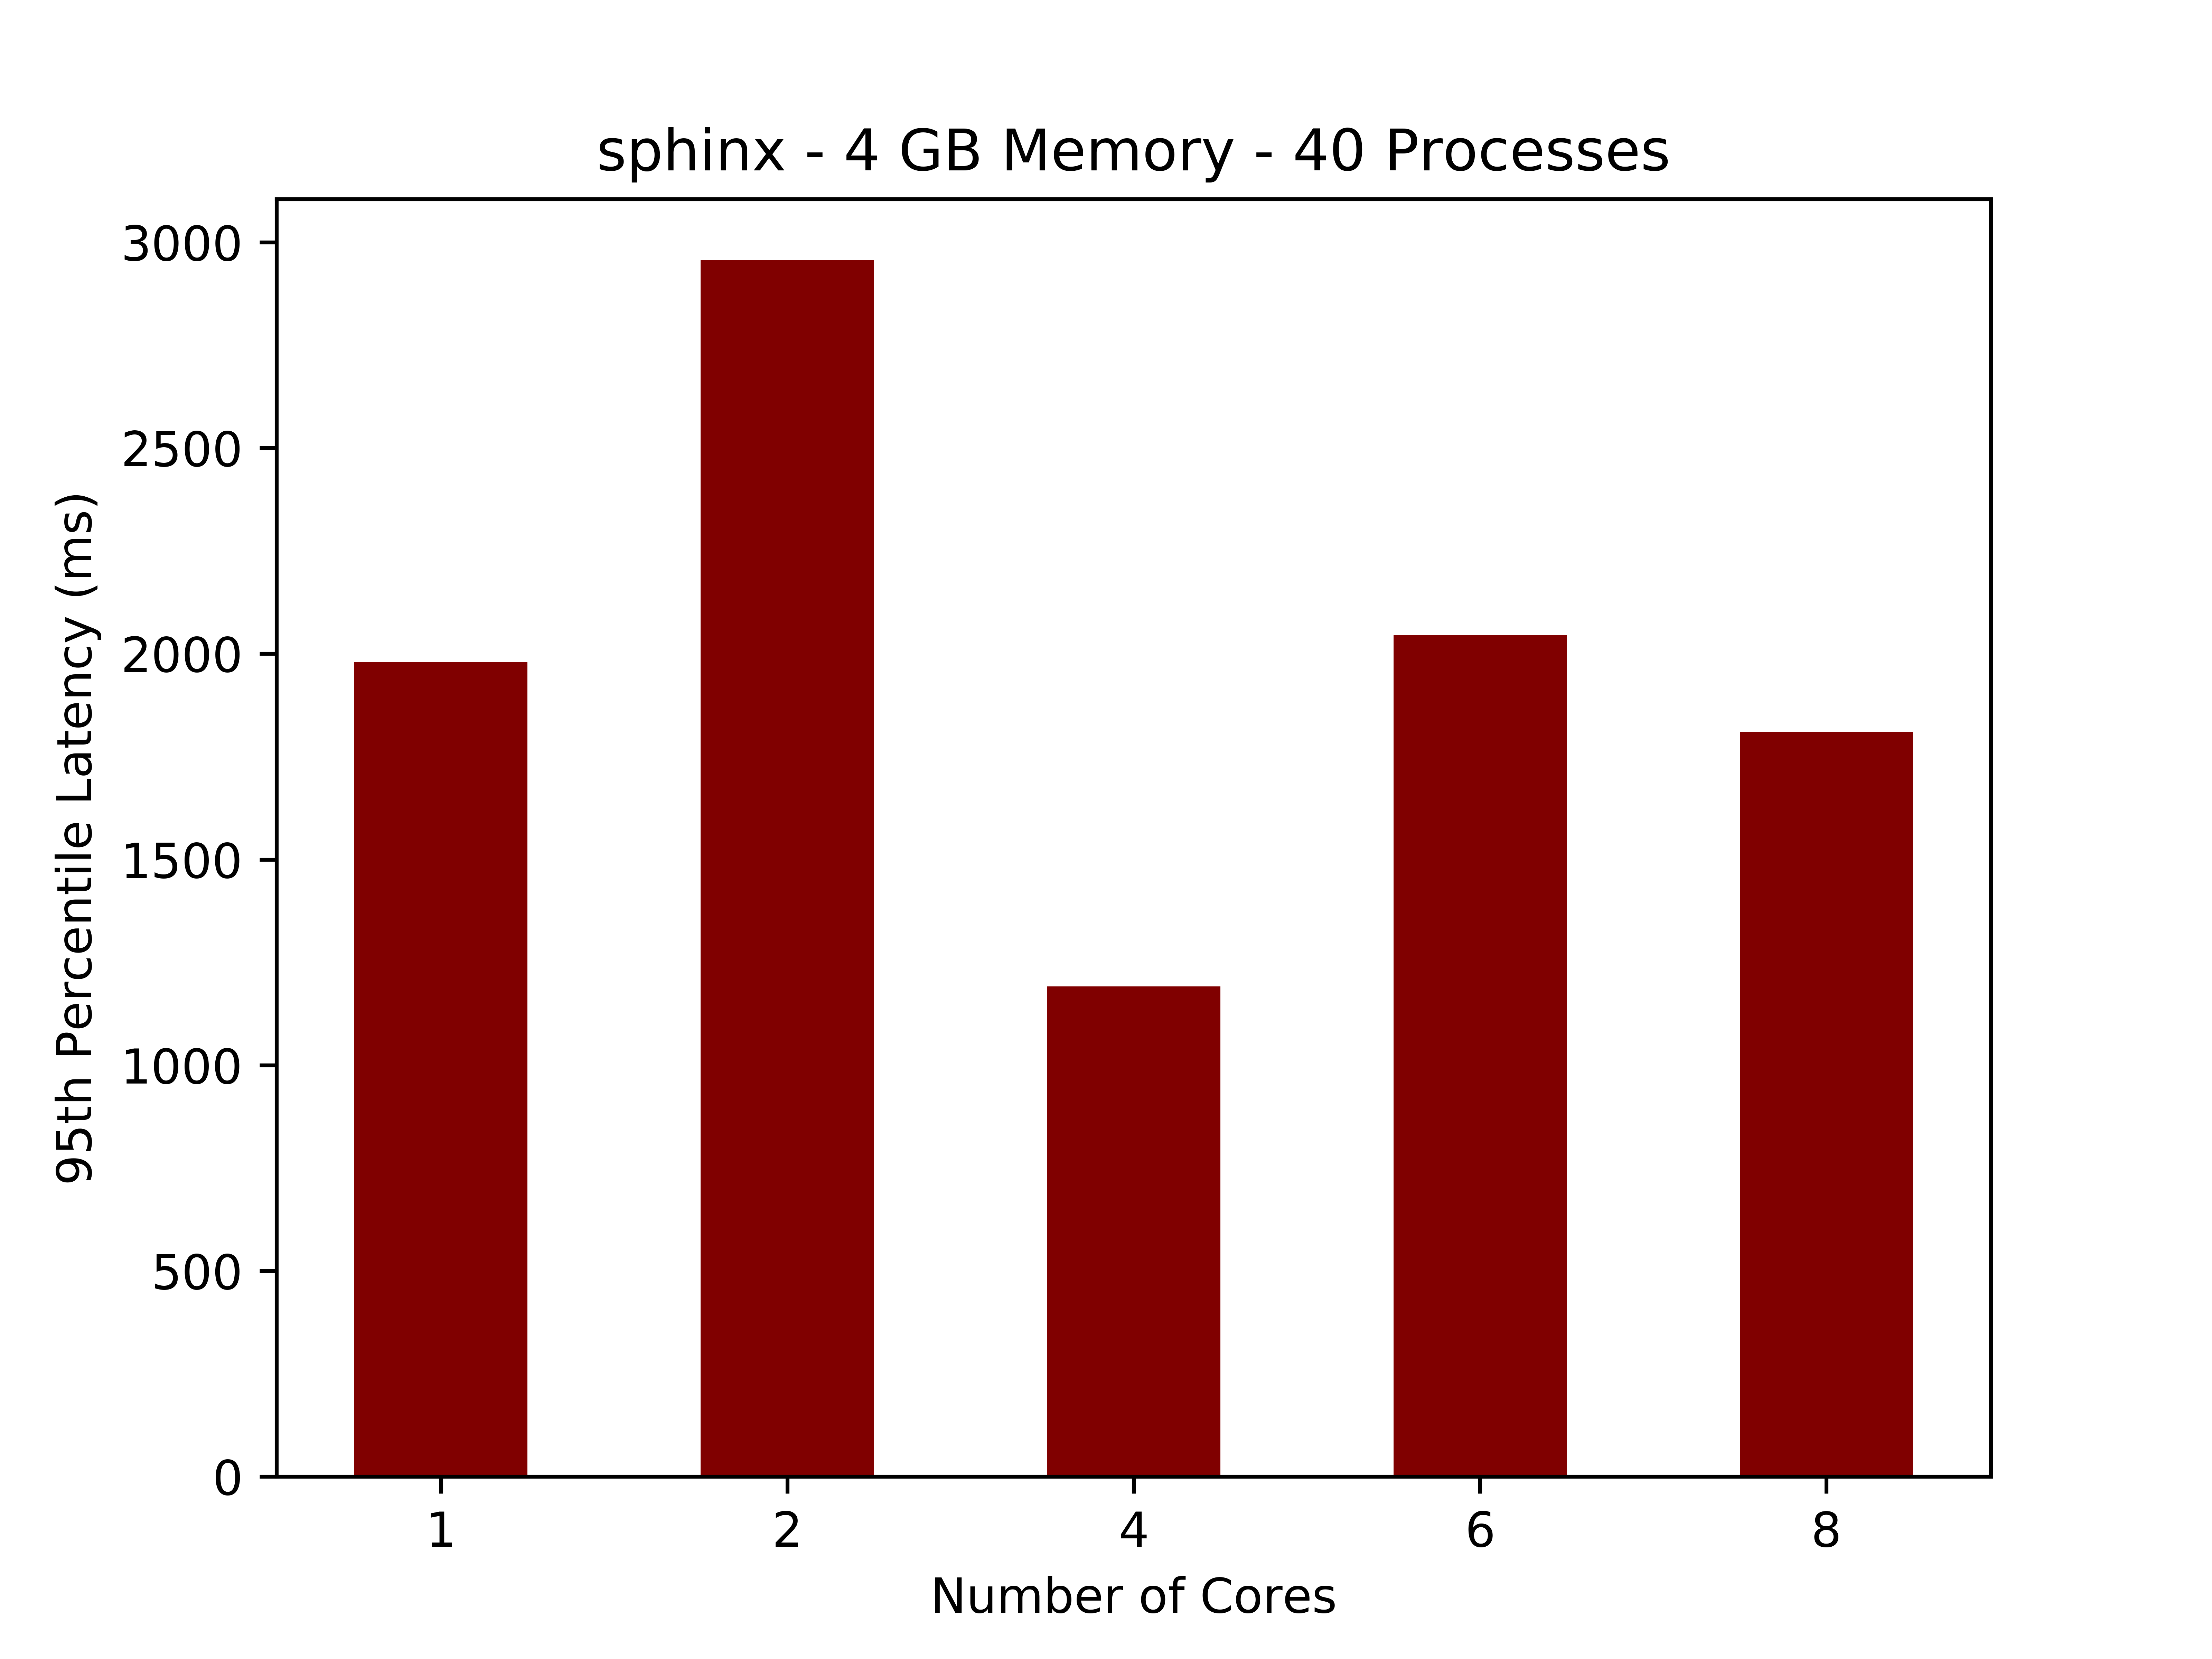 sphinx - 4 GB Memory - 40 Processes
95th Percentile Latency (ms)
3000
2500
2000
1500
1000
500
0
1 2 4 6 8
Number of Cores